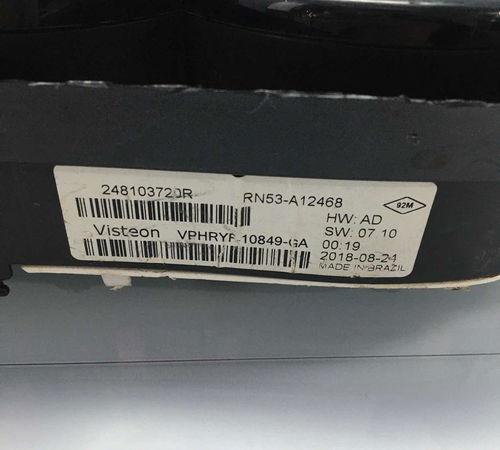 248103720R RN53-A12468 92M
HW: AD
Visteon VPHRYF-10849-GA SW: 07 10
00:19
2018-08-24
MADE IN BRAZIL